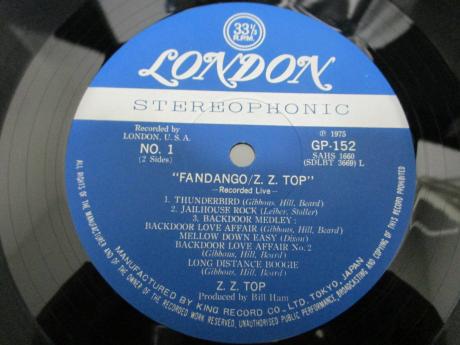 33⅓
R.P.M.
LONDON
STEREOPHONIC
Recorded by
LONDON, U. S. A.
NO. 1
(2 Sides)
℗ 1975
GP-152
SAHS 1660
(SDLBT 3669) L
"FANDANGO/Z. Z. TOP"
—Recorded Live—
1. THUNDERBIRD (Gibbons, Hill, Beard)
2. JAILHOUSE ROCK (Leiber, Stoller)
3. BACKDOOR MEDLEY:
BACKDOOR LOVE AFFAIR (Gibbons, Hill, Beard)
MELLOW DOWN EASY (Dixon)
BACKDOOR LOVE AFFAIR No. 2
(Gibbons, Hill, Beard)
LONG DISTANCE BOOGIE
(Gibbons, Hill, Beard)
Z. Z. TOP
Produced by Bill Ham
MANUFACTURED BY KING RECORD CO., LTD., TOKYO, JAPAN
ALL RIGHTS OF THE MANUFACTURER AND OF THE OWNER OF THE RECORDED WORK RESERVED. UNAUTHORISED PUBLIC PERFORMANCE, BROADCASTING AND COPYING OF THIS RECORD PROHIBITED